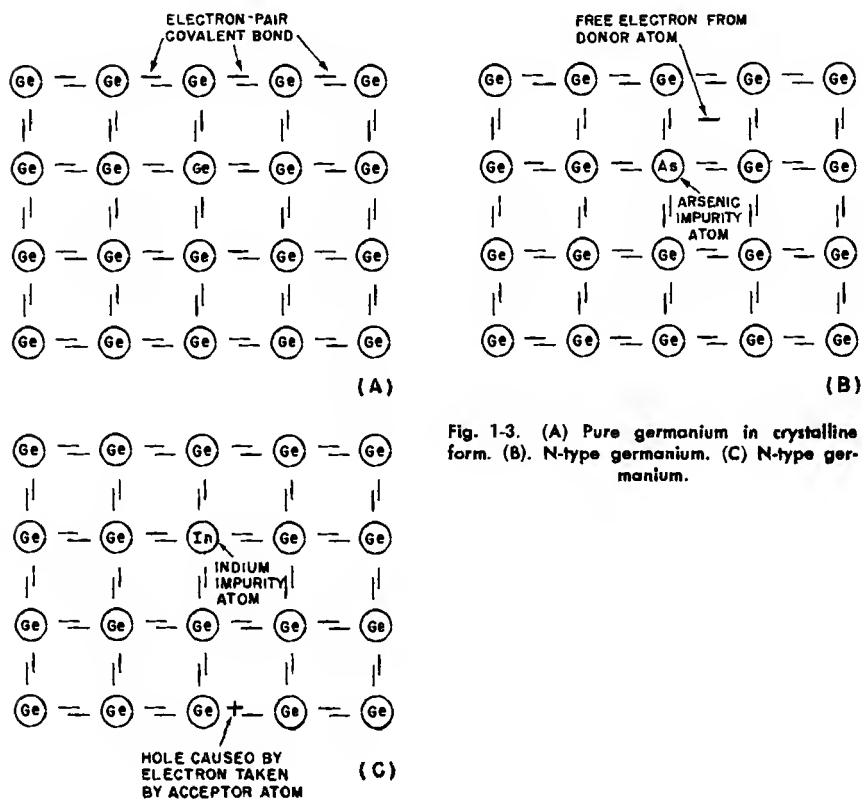 ELECTRON-PAIR
COVALENT BOND
Ge Ge Ge Ge Ge
Ge Ge Ge Ge Ge
Ge Ge Ge Ge Ge
Ge Ge Ge Ge Ge
(A)
FREE ELECTRON FROM
DONOR ATOM
Ge Ge Ge Ge Ge
Ge Ge As Ge Ge
ARSENIC
IMPURITY
ATOM
Ge Ge Ge Ge Ge
Ge Ge Ge Ge Ge
(B)
Fig. 1-3. (A) Pure germanium in crystalline
form. (B). N-type germanium. (C) N-type ger-
manium.
Ge Ge Ge Ge Ge
Ge Ge In Ge Ge
INDIUM
IMPURITY
ATOM
Ge Ge Ge Ge Ge
Ge Ge Ge + Ge Ge
HOLE CAUSED BY
ELECTRON TAKEN
BY ACCEPTOR ATOM
(C)